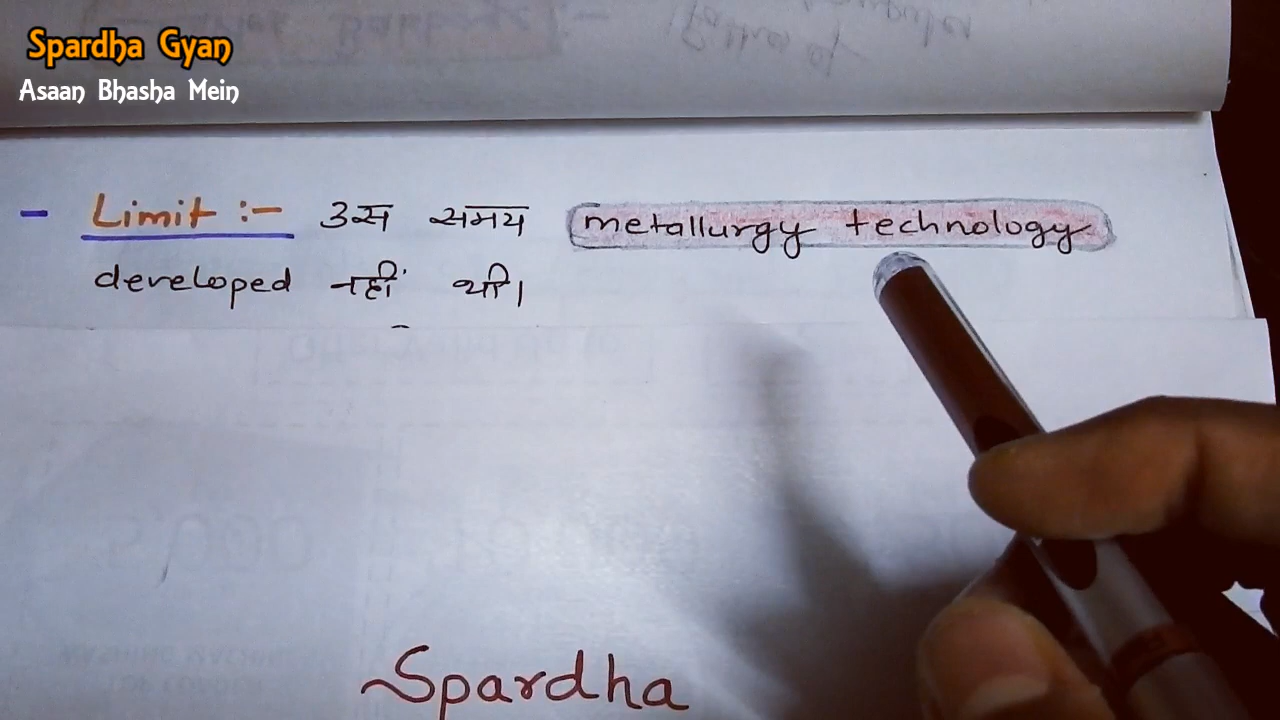 Spardha Gyan
Asaan Bhasha Mein
- Limit :- उस समय metallurgy technology
developed नहीं थी।
Spardha